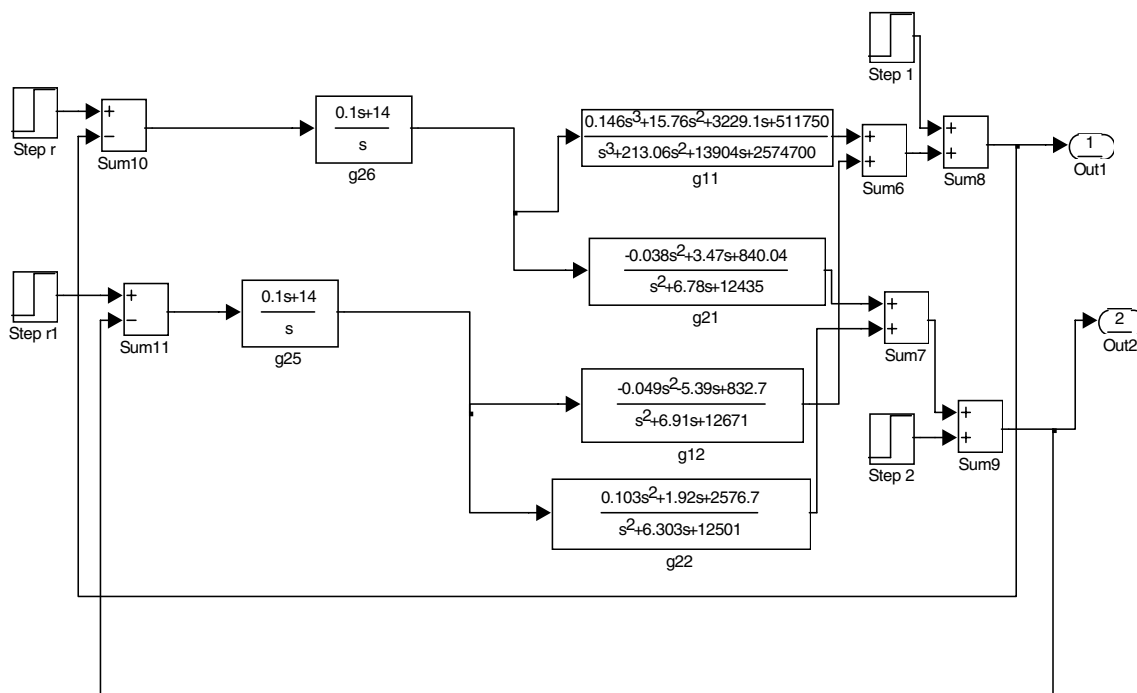 Step 1
+
+
Sum8
1
Out1
Step r
+
−
Sum10
0.1s+14
s
g26
0.146s³+15.76s²+3229.1s+511750
s³+213.06s²+13904s+2574700
g11
+
+
Sum6
Step r1
+
−
Sum11
0.1s+14
s
g25
-0.038s²+3.47s+840.04
s²+6.78s+12435
g21
+
+
Sum7
2
Out2
-0.049s²-5.39s+832.7
s²+6.91s+12671
g12
Step 2
+
+
Sum9
0.103s²+1.92s+2576.7
s²+6.303s+12501
g22